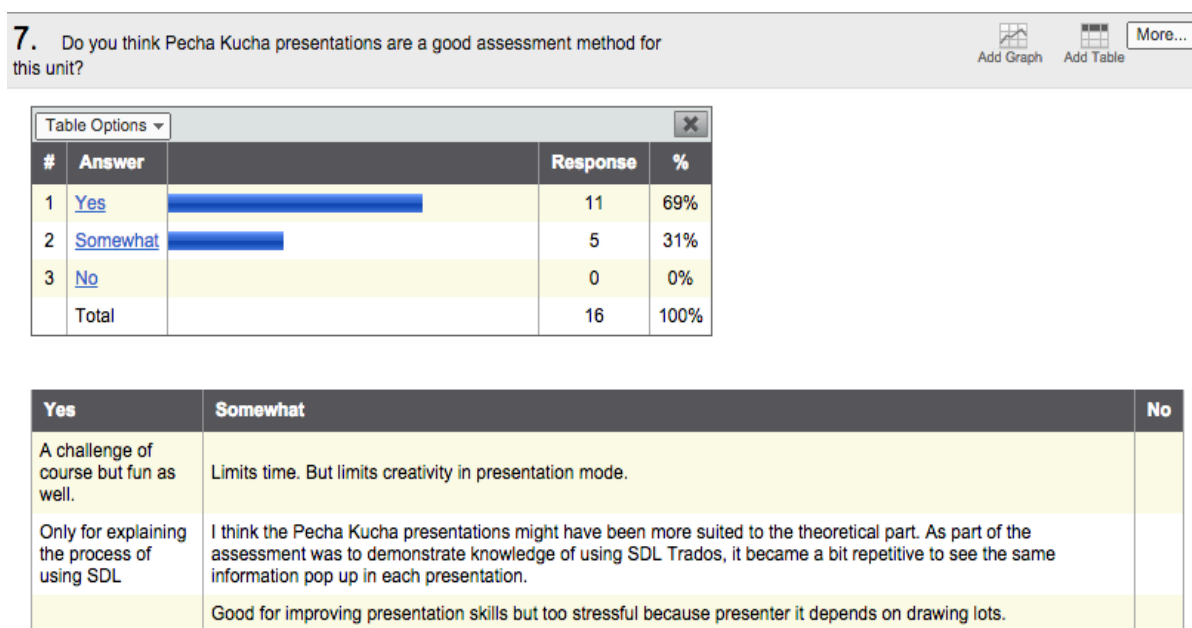 7. Do you think Pecha Kucha presentations are a good assessment method for
this unit?
Add Graph Add Table More...
Table Options
# Answer Response %
1 Yes 11 69%
2 Somewhat 5 31%
3 No 0 0%
Total 16 100%
Yes Somewhat No
A challenge of
course but fun as
well.
Limits time. But limits creativity in presentation mode.
Only for explaining
the process of
using SDL
I think the Pecha Kucha presentations might have been more suited to the theoretical part. As part of the
assessment was to demonstrate knowledge of using SDL Trados, it became a bit repetitive to see the same
information pop up in each presentation.
Good for improving presentation skills but too stressful because presenter it depends on drawing lots.